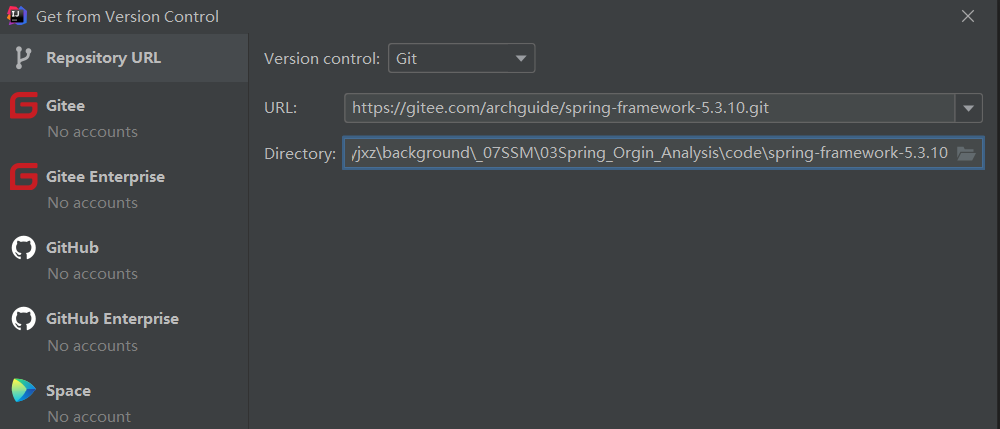 Get from Version Control
Repository URL
Gitee
No accounts
Gitee Enterprise
No accounts
GitHub
No accounts
GitHub Enterprise
No accounts
Space
No account
Version control: Git
URL: https://gitee.com/archguide/spring-framework-5.3.10.git
Directory: yjxz\background\_07SSM\03Spring_Orgin_Analysis\code\spring-framework-5.3.10